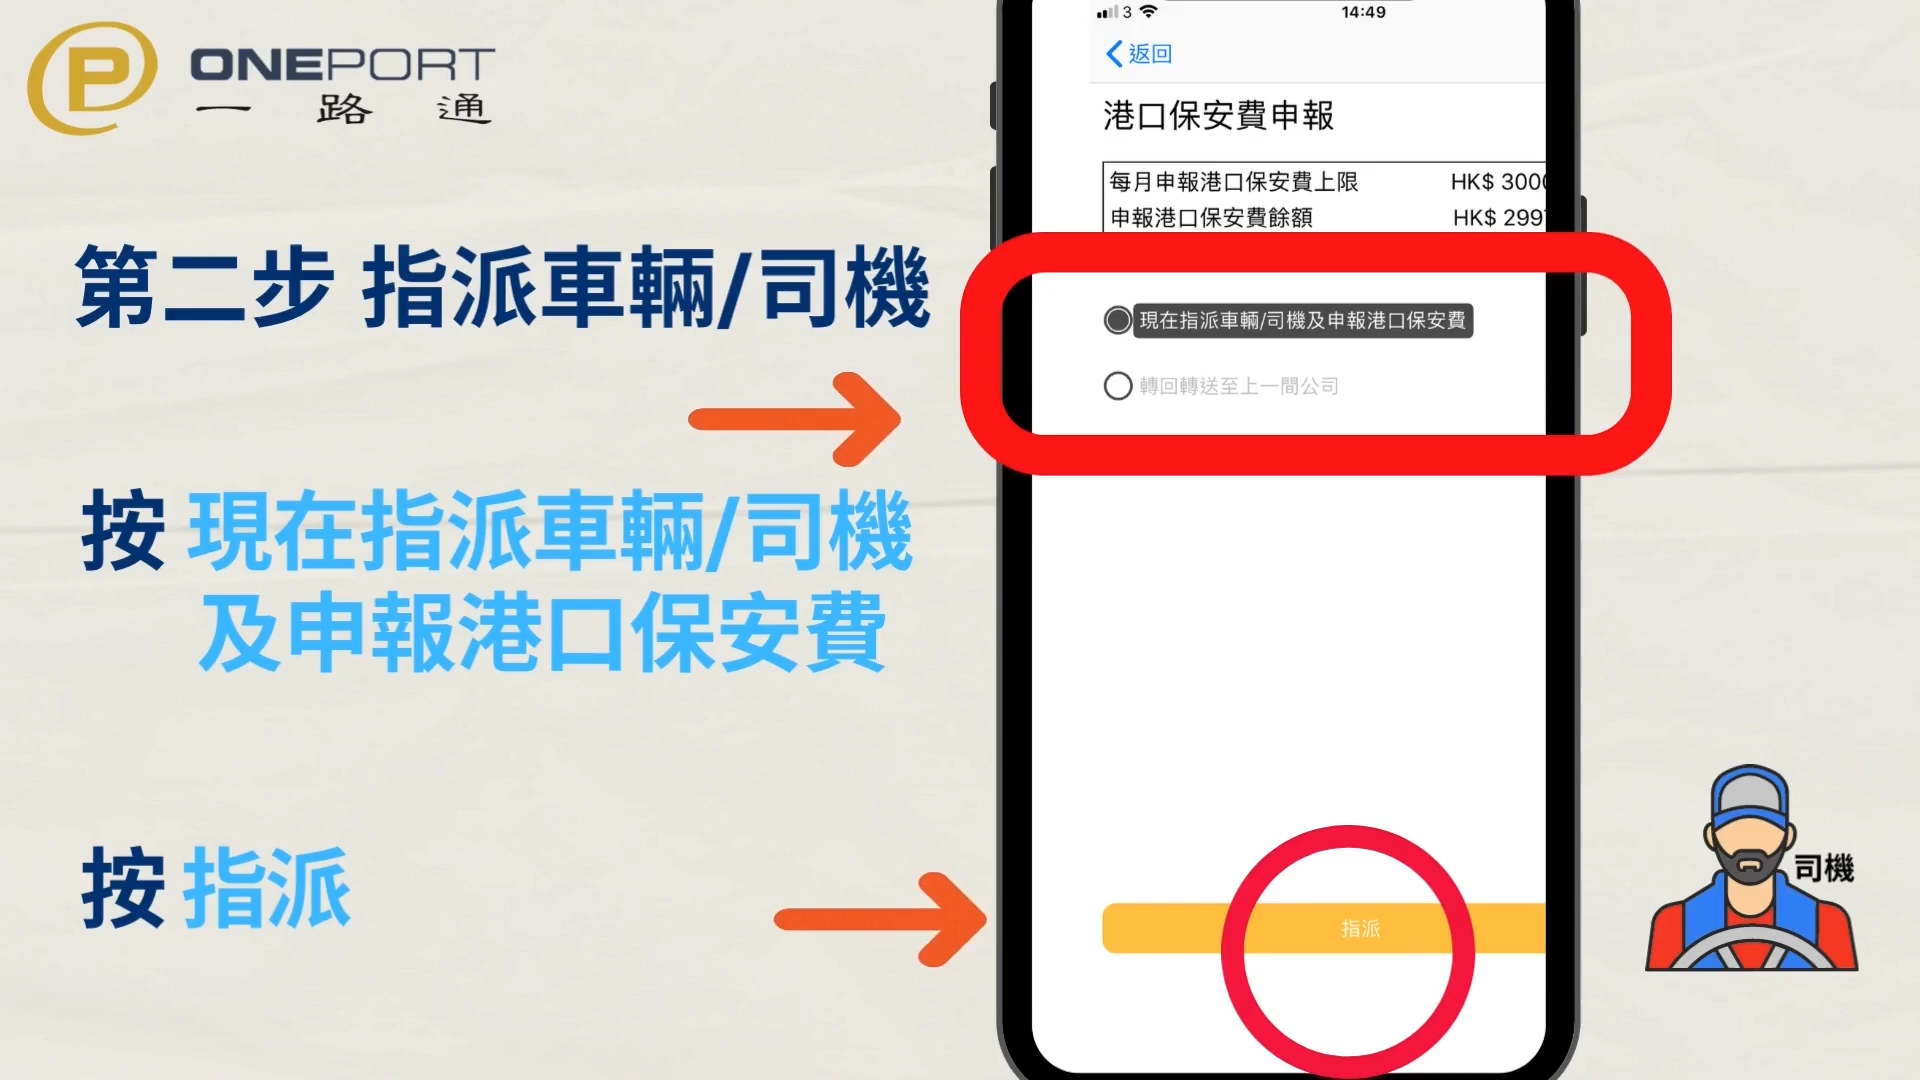 ONEPORT
一路通
第二步 指派車輛/司機
按 現在指派車輛/司機
及申報港口保安費
按 指派
3
14:49
返回
港口保安費申報
每月申報港口保安費上限 HK$ 3000
申報港口保安費餘額 HK$ 299
現在指派車輛/司機及申報港口保安費
轉回轉送至上一間公司
指派
司機